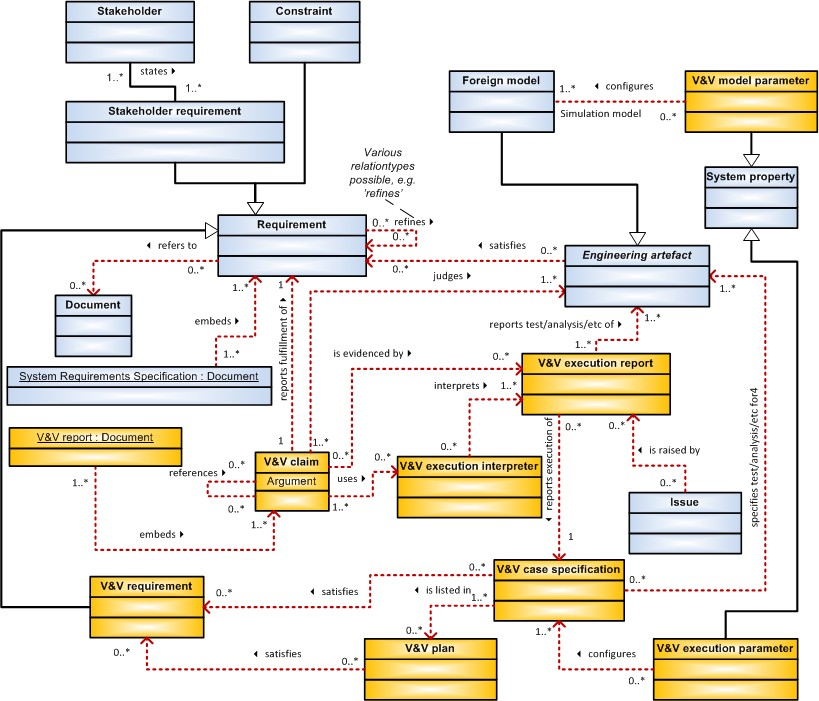 Stakeholder
Constraint
1..*
states ▸
1..*
Stakeholder requirement
Foreign model
1..*
◂ configures
Simulation model
0..*
V&V model parameter
System property
Various
relationtypes
possible, e.g.
'refines'
Requirement
0..*
refines ▸
0..*
◂ refers to
0..*
0..*
Document
◂ satisfies
0..*
0..*
Engineering artefact
judges ▸
1..*
1..*
1..*
1
embeds ▸
1..*
reports fulfillment of ▸
reports test/analysis/etc of ▸
1..*
1..*
System Requirements Specification : Document
is evidenced by ▸
0..*
V&V execution report
interprets ▸
1..*
V&V report : Document
1..*
1
1..*
V&V claim
Argument
references ▸
0..*
0..*
0..*
uses ▸
0..*
1..*
0..*
V&V execution interpreter
◂ reports execution of
0..*
0..*
◂ is raised by
0..*
Issue
specifies test/analysis/etc for4
embeds ▸
1..*
1
V&V requirement
0..*
◂ satisfies
0..*
V&V case specification
0..*
◂ is listed in
1..*
0..*
V&V plan
0..*
◂ satisfies
0..*
1..*
◂ configures
0..*
V&V execution parameter